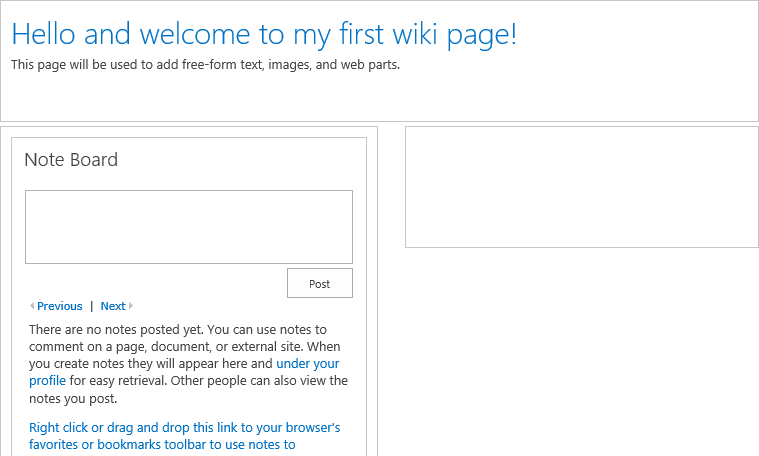 Hello and welcome to my first wiki page!
This page will be used to add free-form text, images, and web parts.
Note Board
Post
Previous | Next
There are no notes posted yet. You can use notes to
comment on a page, document, or external site. When
you create notes they will appear here and under your
profile for easy retrieval. Other people can also view the
notes you post.
Right click or drag and drop this link to your browser's
favorites or bookmarks toolbar to use notes to